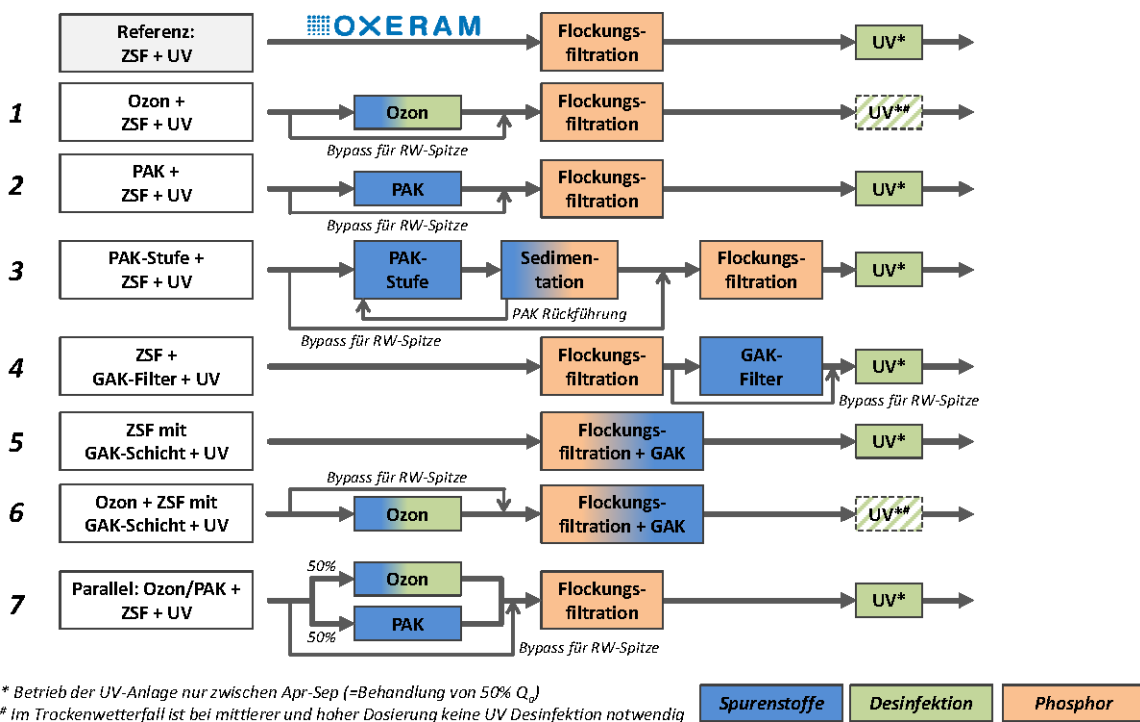 OXERAM
Referenz:
ZSF + UV
Flockungs-
filtration
UV*
1
Ozon +
ZSF + UV
Ozon
Bypass für RW-Spitze
Flockungs-
filtration
UV*#
2
PAK +
ZSF + UV
PAK
Bypass für RW-Spitze
Flockungs-
filtration
UV*
3
PAK-Stufe +
ZSF + UV
PAK-
Stufe
Sedimen-
tation
PAK Rückführung
Bypass für RW-Spitze
Flockungs-
filtration
UV*
4
ZSF +
GAK-Filter + UV
Flockungs-
filtration
GAK-
Filter
UV*
Bypass für RW-Spitze
5
ZSF mit
GAK-Schicht + UV
Flockungs-
filtration + GAK
UV*
6
Ozon + ZSF mit
GAK-Schicht + UV
Bypass für RW-Spitze
Ozon
Flockungs-
filtration + GAK
UV*#
7
Parallel: Ozon/PAK +
ZSF + UV
50%
Ozon
50%
PAK
Bypass für RW-Spitze
Flockungs-
filtration
UV*
* Betrieb der UV-Anlage nur zwischen Apr-Sep (=Behandlung von 50% Qa)
# Im Trockenwetterfall ist bei mittlerer und hoher Dosierung keine UV Desinfektion notwendig
Spurenstoffe
Desinfektion
Phosphor